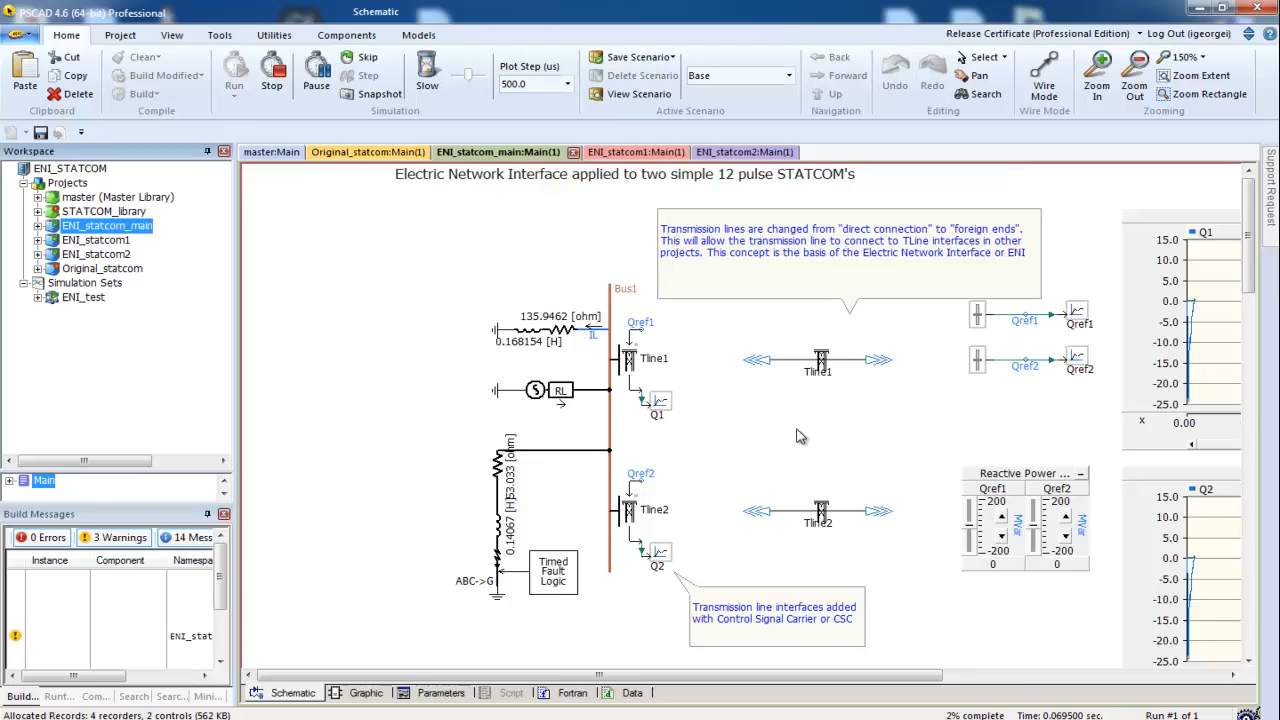 PSCAD 4.6 (64-bit) Professional
Schematic
Home Project View Tools Utilities Components Models
Release Certificate (Professional Edition) Log Out (igeorgei)
Paste
Cut
Copy
Delete
Clipboard
Clean
Build Modified
Build
Compile
Run
Stop
Pause
Skip
Step
Snapshot
Slow
Plot Step (us)
500.0
Simulation
Save Scenario
Delete Scenario
View Scenario
Base
Active Scenario
Back
Forward
Up
Navigation
Undo
Redo
Select
Pan
Search
Editing
Wire
Mode
Wire Mode
Zoom
In
Zoom
Out
150%
Zoom Extent
Zoom Rectangle
Zooming
Workspace
ENI_STATCOM
Projects
master (Master Library)
STATCOM_library
ENI_statcom_main
ENI_statcom1
ENI_statcom2
Original_statcom
Simulation Sets
ENI_test
Main
Build Messages
0 Errors 3 Warnings 14 Mess
Instance Component Namespa
ENI_stat
Build... Runt... Com... Search Searc... Mini...
master:Main Original_statcom:Main(1) ENI_statcom_main:Main(1) ENI_statcom1:Main(1) ENI_statcom2:Main(1)
Support Request
Electric Network Interface applied to two simple 12 pulse STATCOM's
Transmission lines are changed from "direct connection" to "foreign ends".
This will allow the transmission line to connect to TLine interfaces in other
projects. This concept is the basis of the Electric Network Interface or ENI
Bus1
135.9462 [ohm]
IL
0.168154 [H]
Qref1
Tline1
RL
Q1
53.033 [ohm]
0.14067 [H]
Qref2
Tline2
Q2
ABC->G
Timed
Fault
Logic
Tline1
Tline2
Transmission line interfaces added
with Control Signal Carrier or CSC
Qref1
Qref1
Qref2
Qref2
Reactive Power ...
Qref1 Qref2
200 200
MVar MVar
-200 -200
0 0
Q1
15.0
10.0
5.0
0.0
-5.0
-10.0
-15.0
-20.0
-25.0
x 0.00
Q2
15.0
10.0
5.0
0.0
-5.0
-10.0
-15.0
-20.0
-25.0
Schematic Graphic Parameters Script Fortran Data
Allocated Records: 4 recorders, 2 controls (562 KB)
2% complete Time: 0.069500 sec. Run #1 of 1